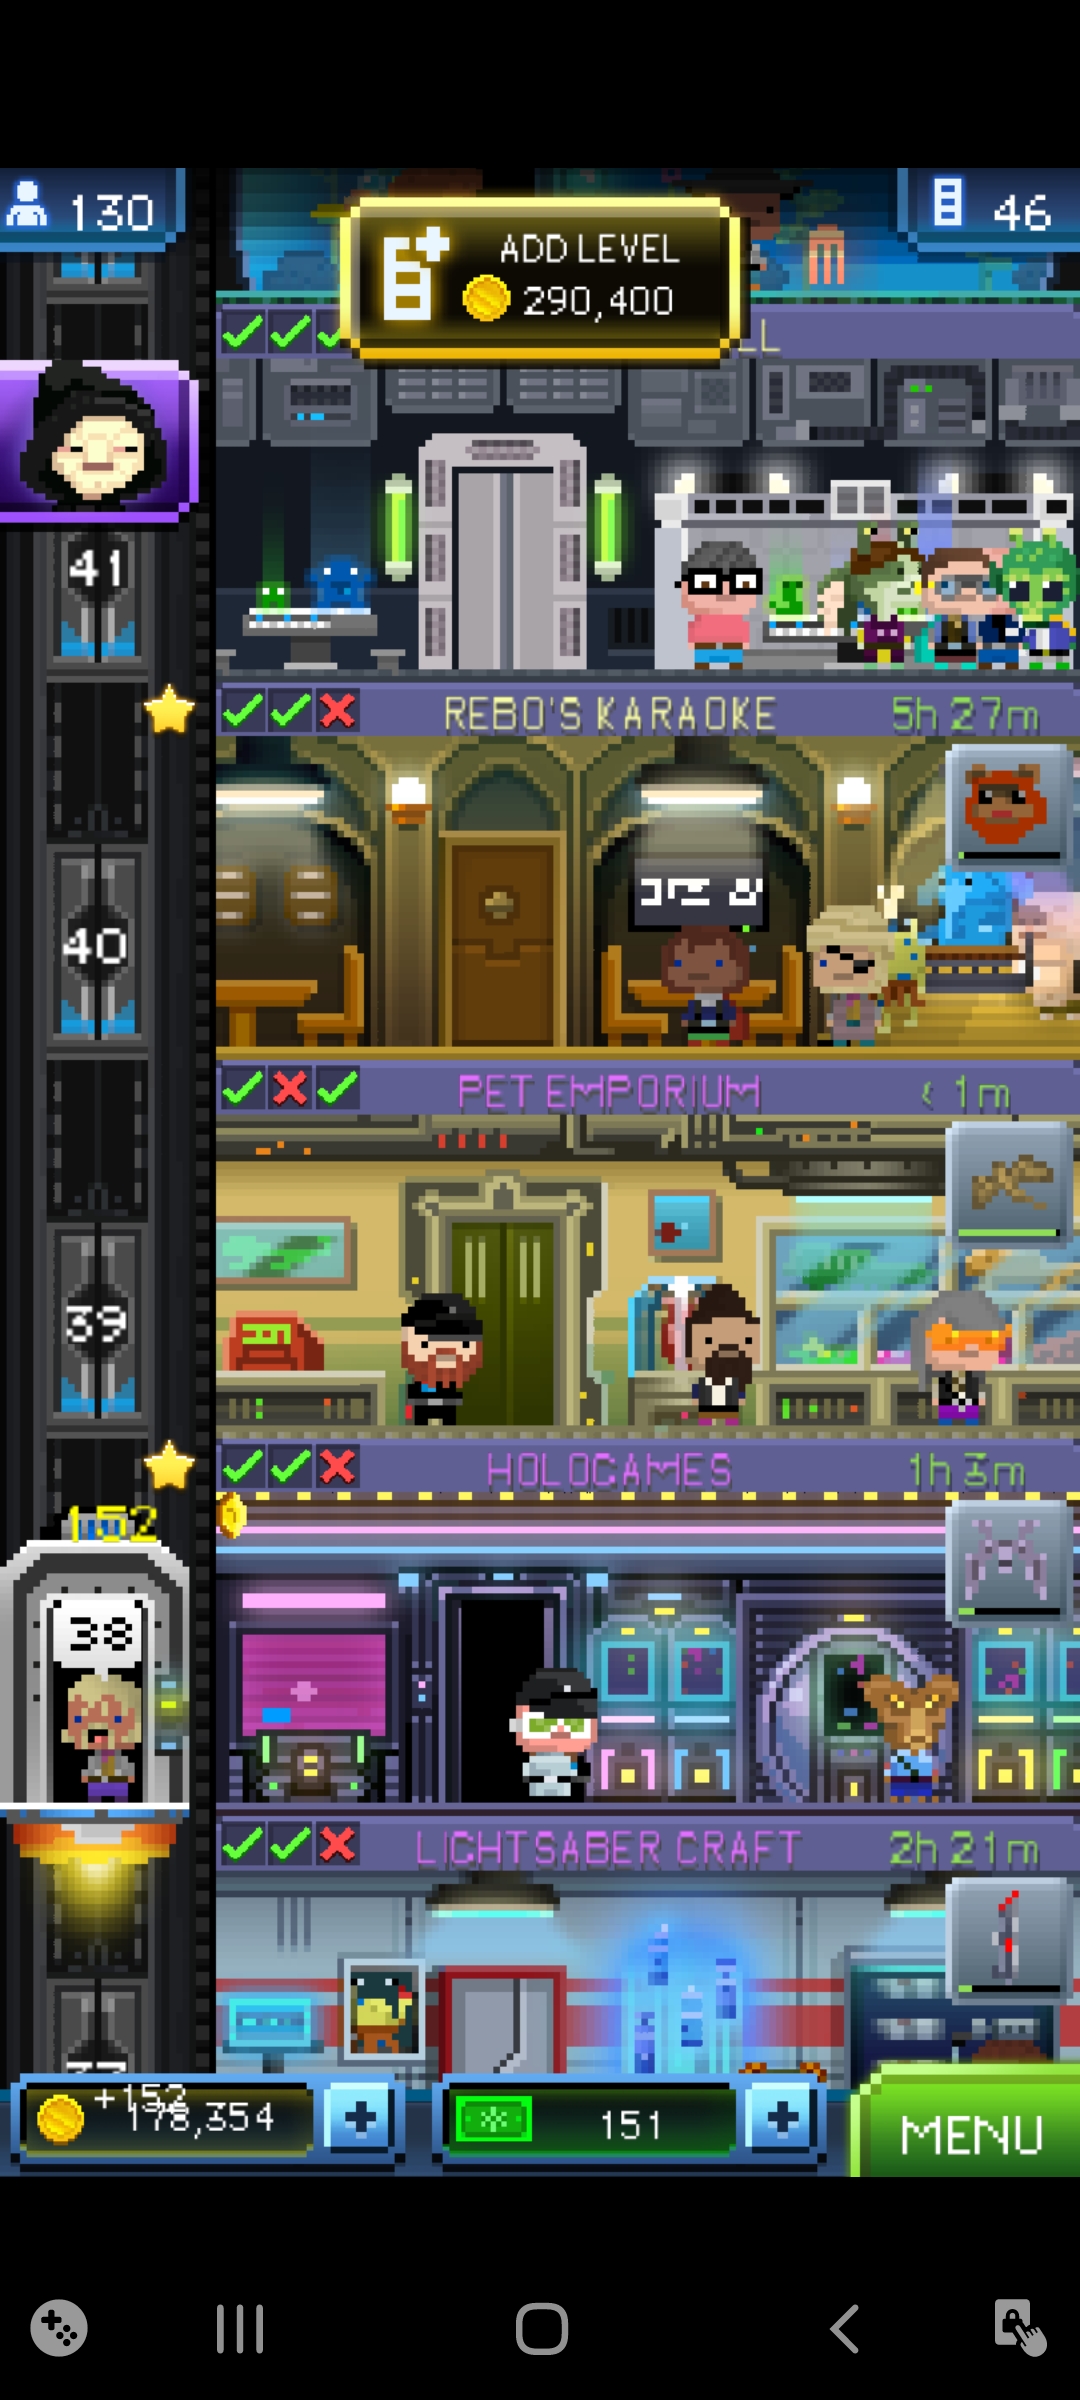 130
ADD LEVEL
290,400
46
LL
41
REBO'S KARAOKE
5h 27m
40
PET EMPORIUM
< 1m
39
HOLOGAMES
1h 3m
152
38
LIGHTSABER CRAFT
2h 21m
+152
178,354
151
MENU